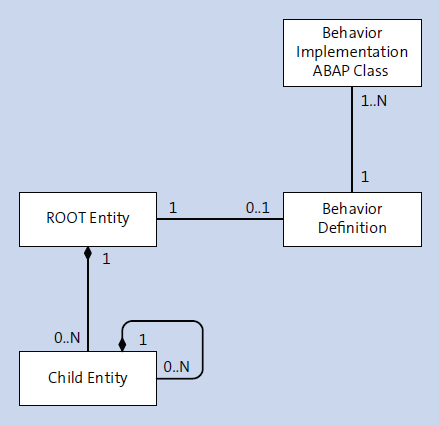 Behavior
Implementation
ABAP Class
1..N
1
ROOT Entity
1
0..1
Behavior
Definition
1
0..N
1
0..N
Child Entity